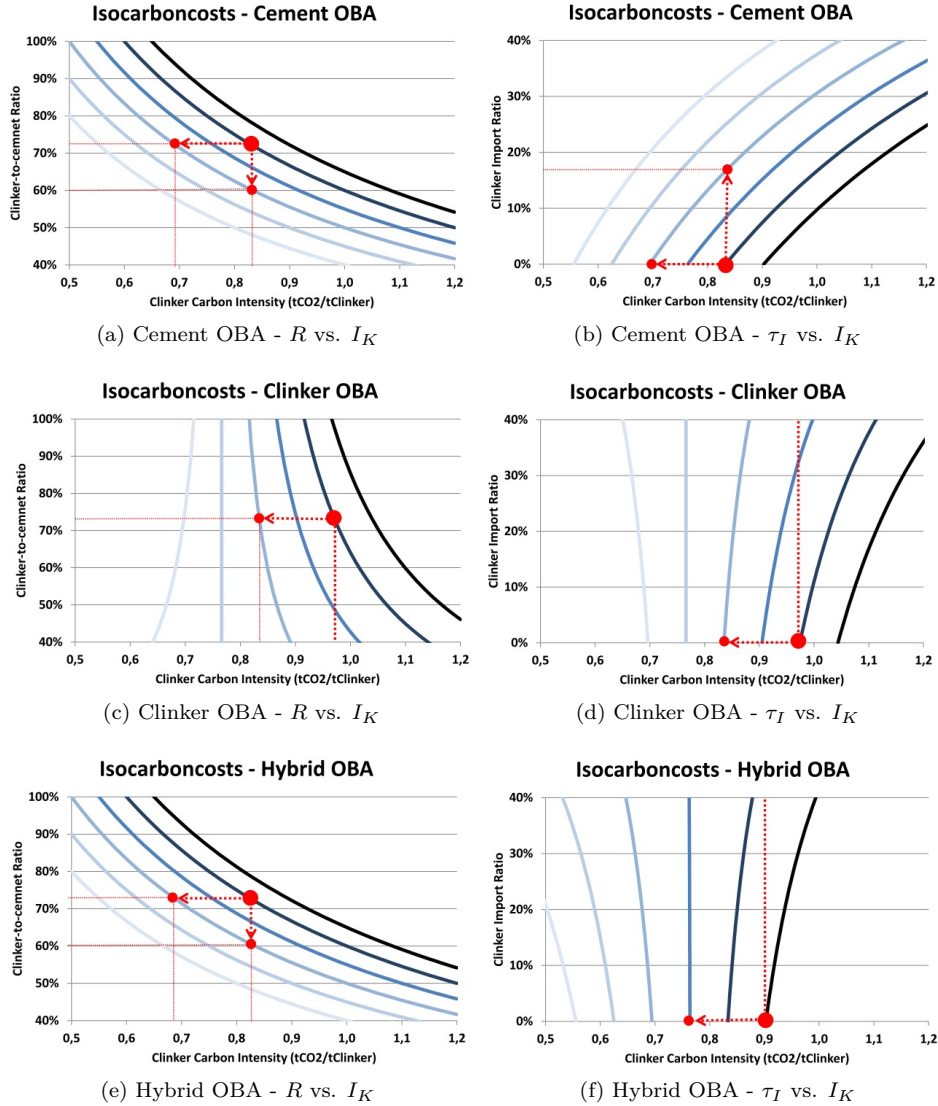 Isocarboncosts - Cement OBA
Clinker-to-cemnet Ratio
100%
90%
80%
70%
60%
50%
40%
0,5 0,6 0,7 0,8 0,9 1,0 1,1 1,2
Clinker Carbon Intensity (tCO2/tClinker)
(a) Cement OBA - R vs. I_K
Isocarboncosts - Cement OBA
Clinker Import Ratio
40%
30%
20%
10%
0%
0,5 0,6 0,7 0,8 0,9 1,0 1,1 1,2
Clinker Carbon Intensity (tCO2/tClinker)
(b) Cement OBA - τ_I vs. I_K
Isocarboncosts - Clinker OBA
Clinker-to-cemnet Ratio
100%
90%
80%
70%
60%
50%
40%
0,5 0,6 0,7 0,8 0,9 1,0 1,1 1,2
Clinker Carbon Intensity (tCO2/tClinker)
(c) Clinker OBA - R vs. I_K
Isocarboncosts - Clinker OBA
Clinker Import Ratio
40%
30%
20%
10%
0%
0,5 0,6 0,7 0,8 0,9 1,0 1,1 1,2
Clinker Carbon Intensity (tCO2/tClinker)
(d) Clinker OBA - τ_I vs. I_K
Isocarboncosts - Hybrid OBA
Clinker-to-cemnet Ratio
100%
90%
80%
70%
60%
50%
40%
0,5 0,6 0,7 0,8 0,9 1,0 1,1 1,2
Clinker Carbon Intensity (tCO2/tClinker)
(e) Hybrid OBA - R vs. I_K
Isocarboncosts - Hybrid OBA
Clinker Import Ratio
40%
30%
20%
10%
0%
0,5 0,6 0,7 0,8 0,9 1,0 1,1 1,2
Clinker Carbon Intensity (tCO2/tClinker)
(f) Hybrid OBA - τ_I vs. I_K